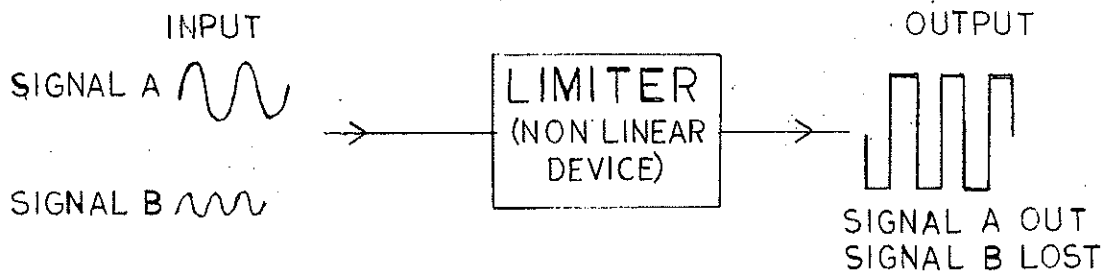 INPUT
SIGNAL A
SIGNAL B
LIMITER
(NON LINEAR
DEVICE)
OUTPUT
SIGNAL A OUT
SIGNAL B LOST